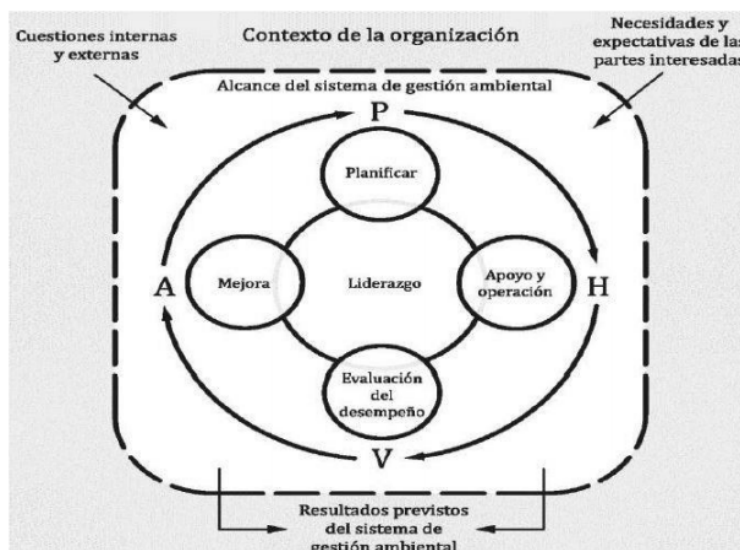 Cuestiones internas
y externas
Contexto de la organización
Necesidades y
expectativas de las
partes interesadas
Alcance del sistema de gestión ambiental
P
Planificar
A
Mejora
Liderazgo
Apoyo y
operación
H
Evaluación
del
desempeño
V
Resultados previstos
del sistema de
gestión ambiental